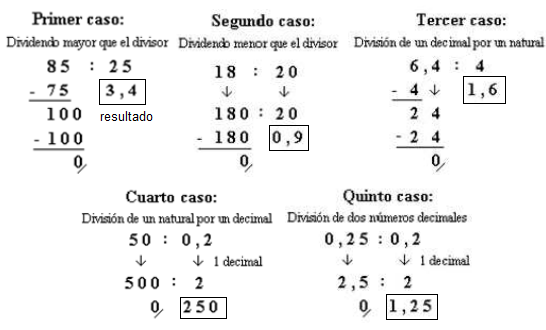 Primer caso:
Dividendo mayor que el divisor
85 : 25
- 75 3,4
100 resultado
- 100
0
Segundo caso:
Dividendo menor que el divisor
18 : 20
↓ ↓
180 : 20
- 180 0,9
0
Tercer caso:
División de un decimal por un natural
6,4 : 4
- 4 ↓ 1,6
2 4
- 2 4
0
Cuarto caso:
División de un natural por un decimal
50 : 0,2
↓ ↓ 1 decimal
500 : 2
0 250
Quinto caso:
División de dos números decimales
0,25 : 0,2
↓ ↓ 1 decimal
2,5 : 2
0 1,25